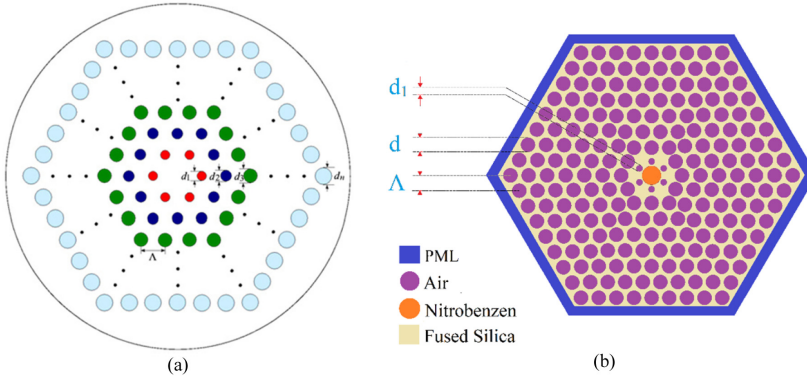 d₁ d₂ d₃ dₙ
Λ
(a)
d₁
d
Λ
PML
Air
Nitrobenzen
Fused Silica
(b)